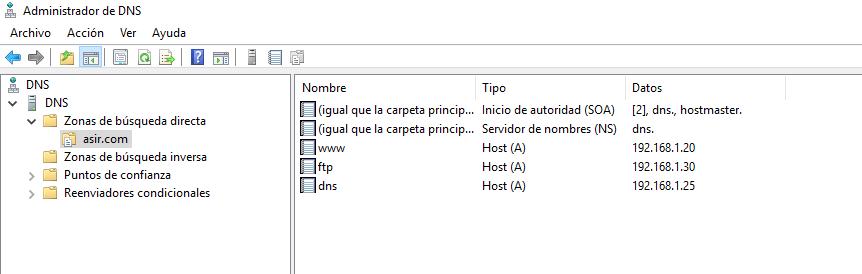 Administrador de DNS
Archivo Acción Ver Ayuda
DNS
DNS
Zonas de búsqueda directa
asir.com
Zonas de búsqueda inversa
Puntos de confianza
Reenviadores condicionales
Nombre Tipo Datos
(igual que la carpeta princip... Inicio de autoridad (SOA) [2], dns., hostmaster.
(igual que la carpeta princip... Servidor de nombres (NS) dns.
www Host (A) 192.168.1.20
ftp Host (A) 192.168.1.30
dns Host (A) 192.168.1.25